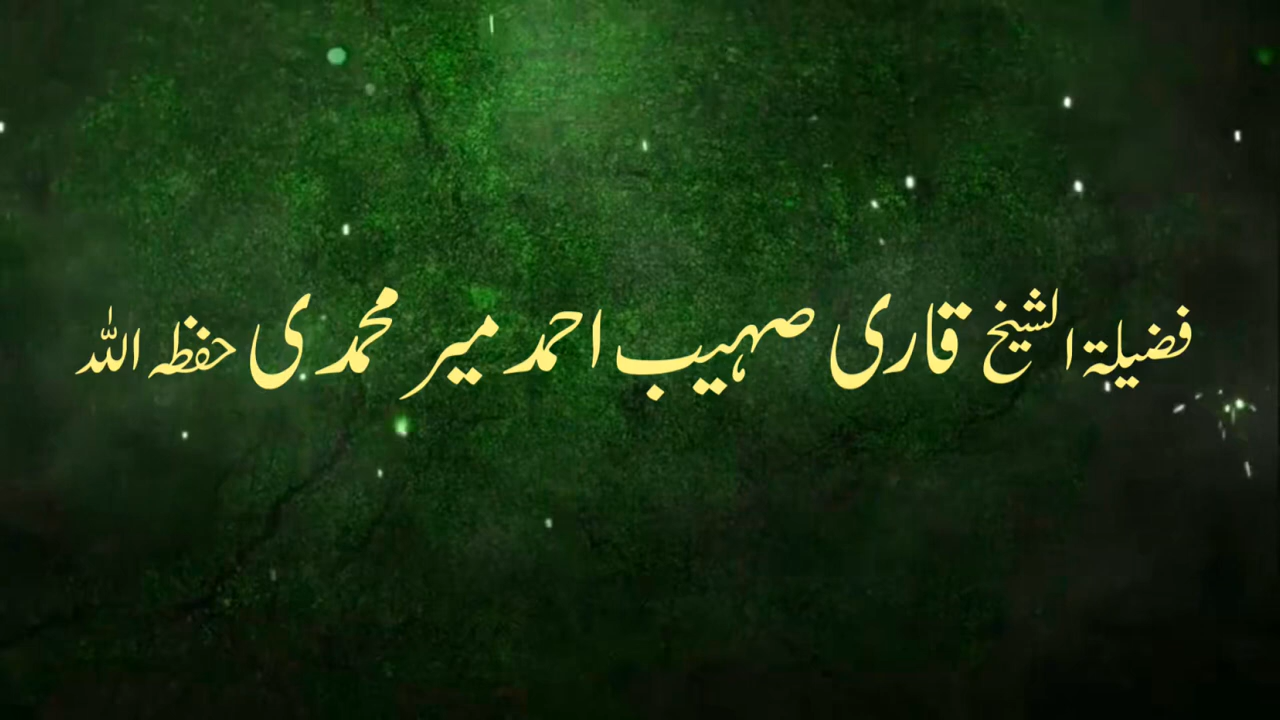 فضیلۃ الشیخ قاری صہیب احمد میر محمدی حفظہ اللہ